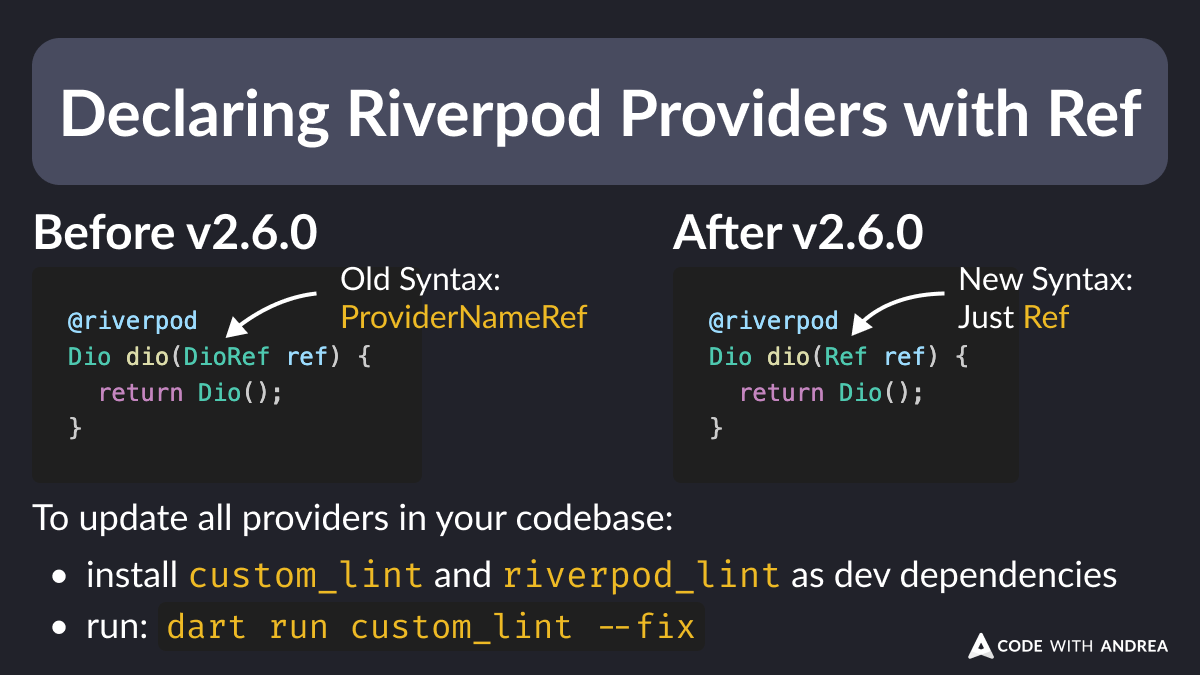 Declaring Riverpod Providers with Ref
Before v2.6.0
Old Syntax:
ProviderNameRef
@riverpod
Dio dio(DioRef ref) {
  return Dio();
}
After v2.6.0
New Syntax:
Just Ref
@riverpod
Dio dio(Ref ref) {
  return Dio();
}
To update all providers in your codebase:
• install custom_lint and riverpod_lint as dev dependencies
• run: dart run custom_lint --fix
CODE WITH ANDREA